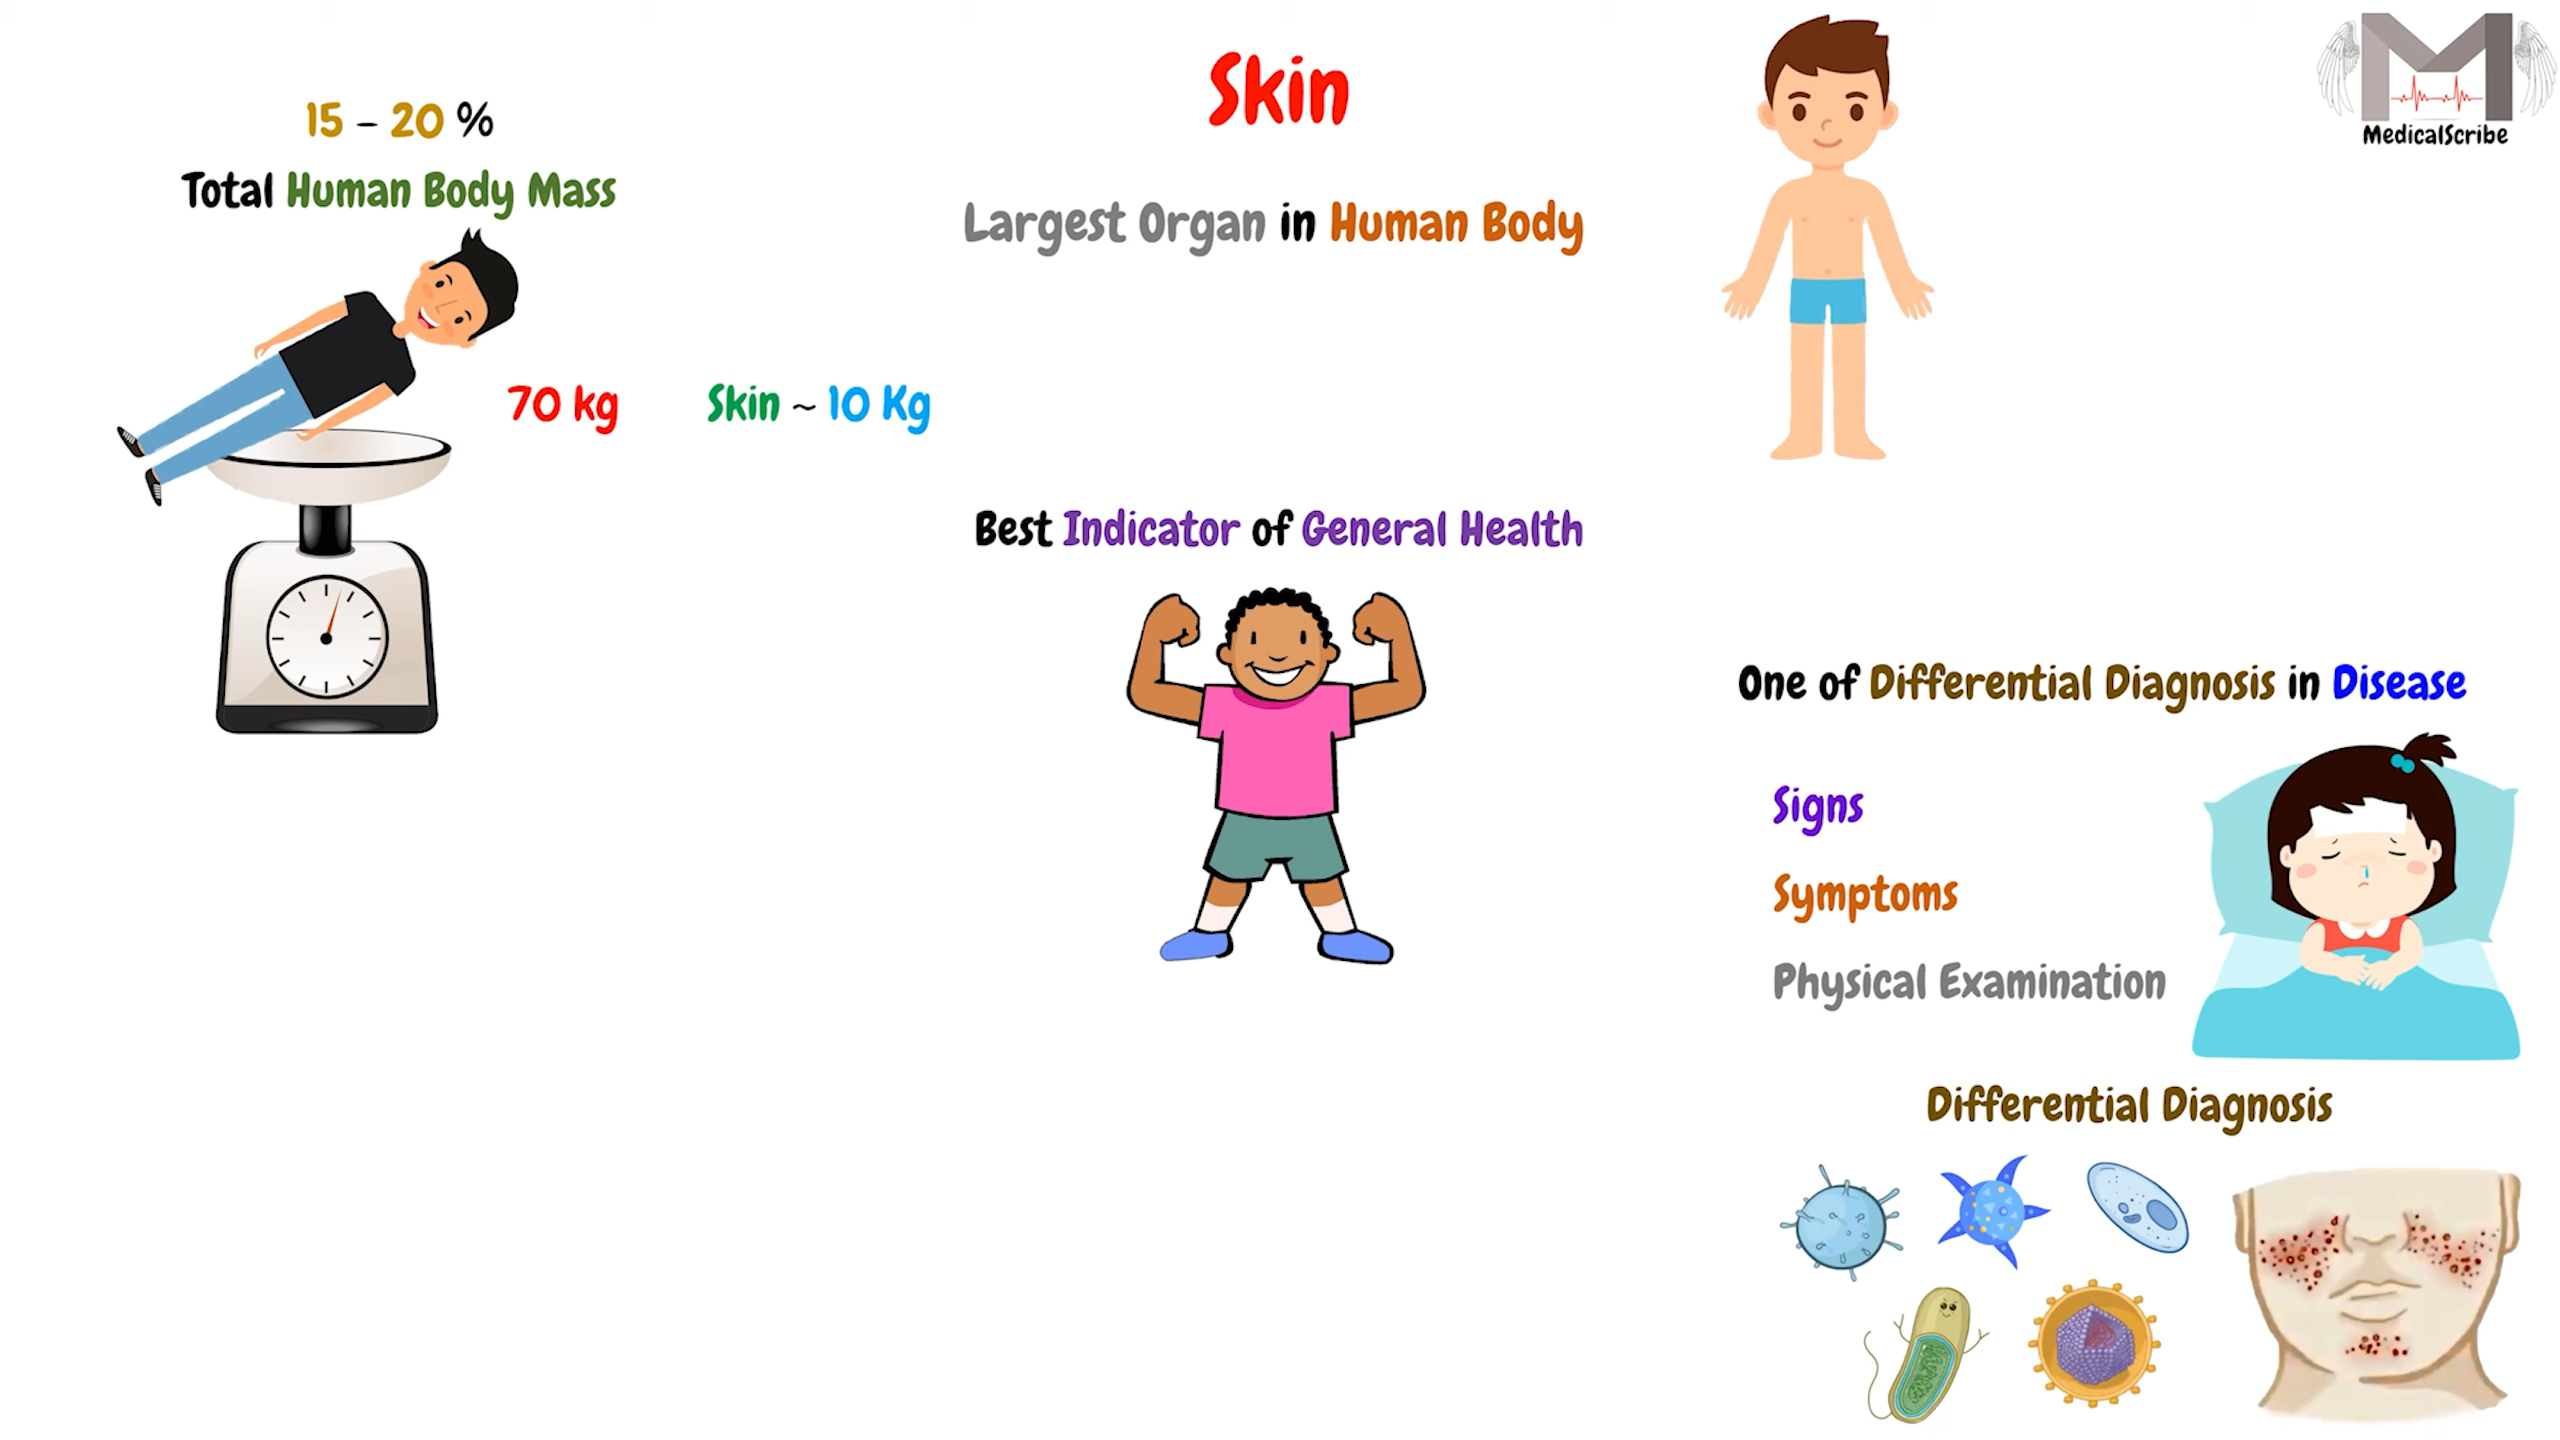 Skin
Largest Organ in Human Body
15 - 20 %
Total Human Body Mass
70 kg
Skin ~ 10 Kg
Best Indicator of General Health
One of Differential Diagnosis in Disease
Signs
Symptoms
Physical Examination
Differential Diagnosis
M
MedicalScribe